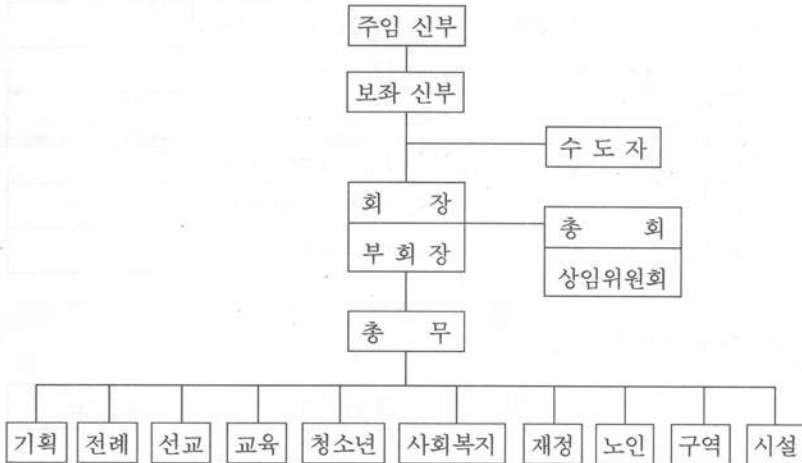 주임 신부
보좌 신부
수 도 자
회 장
부 회 장
총 회
상임위원회
총 무
기획 전례 선교 교육 청소년 사회복지 재정 노인 구역 시설